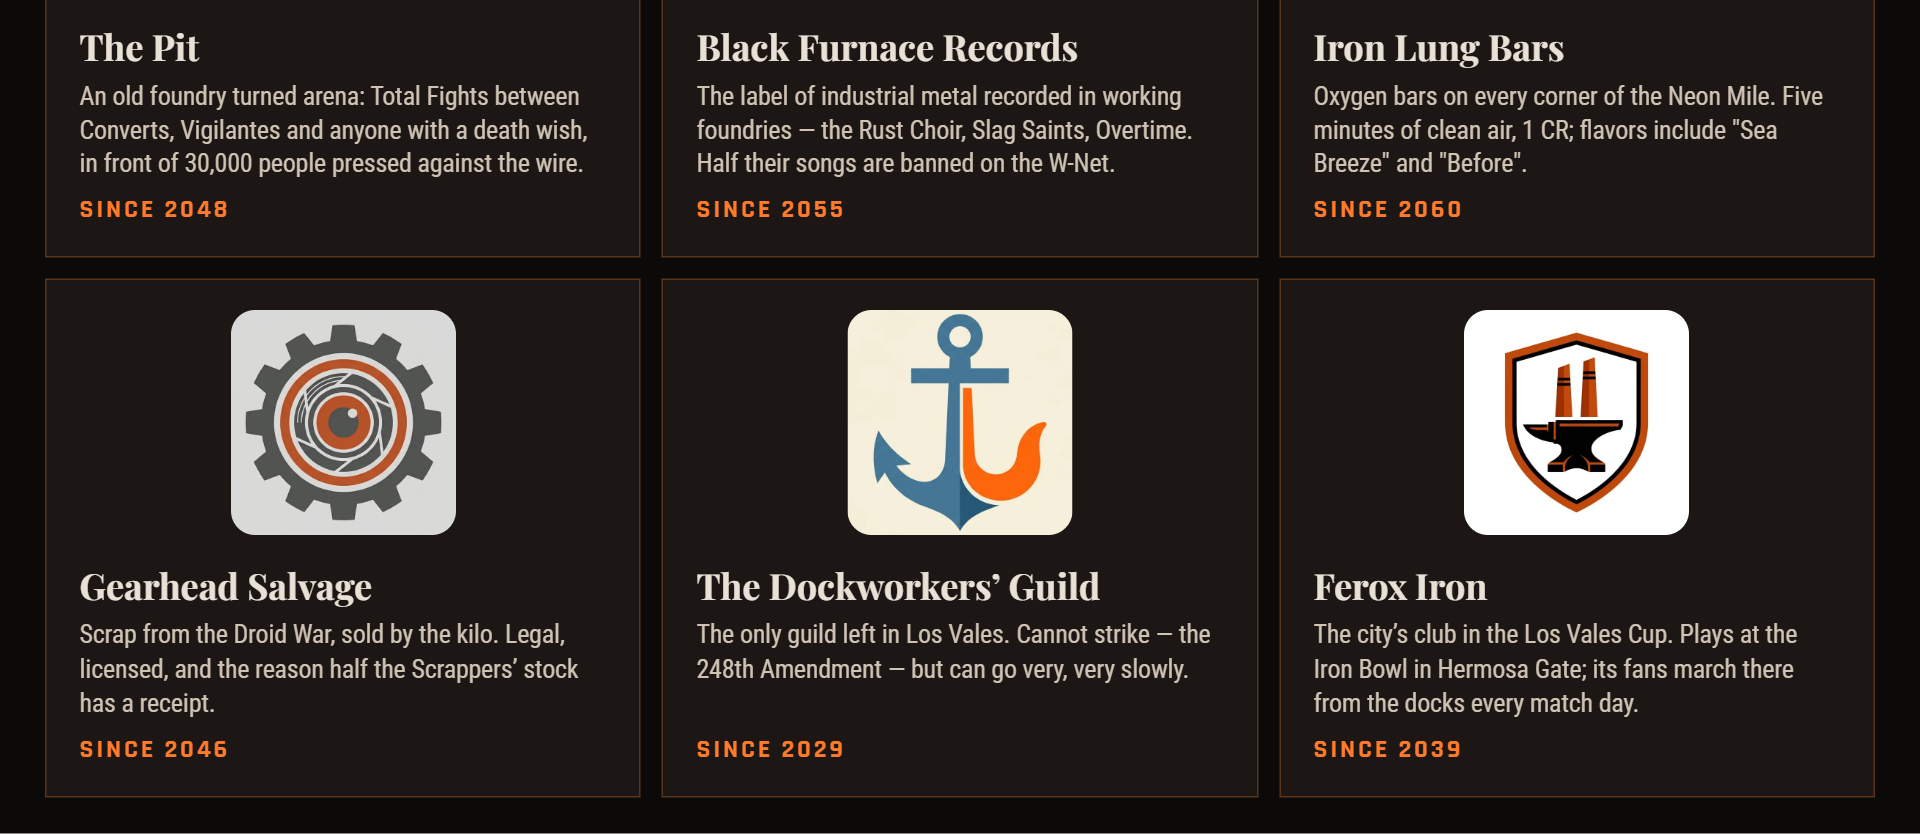 The Pit
An old foundry turned arena: Total Fights between
Converts, Vigilantes and anyone with a death wish,
in front of 30,000 people pressed against the wire.
SINCE 2048
Black Furnace Records
The label of industrial metal recorded in working
foundries — the Rust Choir, Slag Saints, Overtime.
Half their songs are banned on the W-Net.
SINCE 2055
Iron Lung Bars
Oxygen bars on every corner of the Neon Mile. Five
minutes of clean air, 1 CR; flavors include "Sea
Breeze" and "Before".
SINCE 2060
Gearhead Salvage
Scrap from the Droid War, sold by the kilo. Legal,
licensed, and the reason half the Scrappers’ stock
has a receipt.
SINCE 2046
The Dockworkers’ Guild
The only guild left in Los Vales. Cannot strike — the
248th Amendment — but can go very, very slowly.
SINCE 2029
Ferox Iron
The city’s club in the Los Vales Cup. Plays at the
Iron Bowl in Hermosa Gate; its fans march there
from the docks every match day.
SINCE 2039